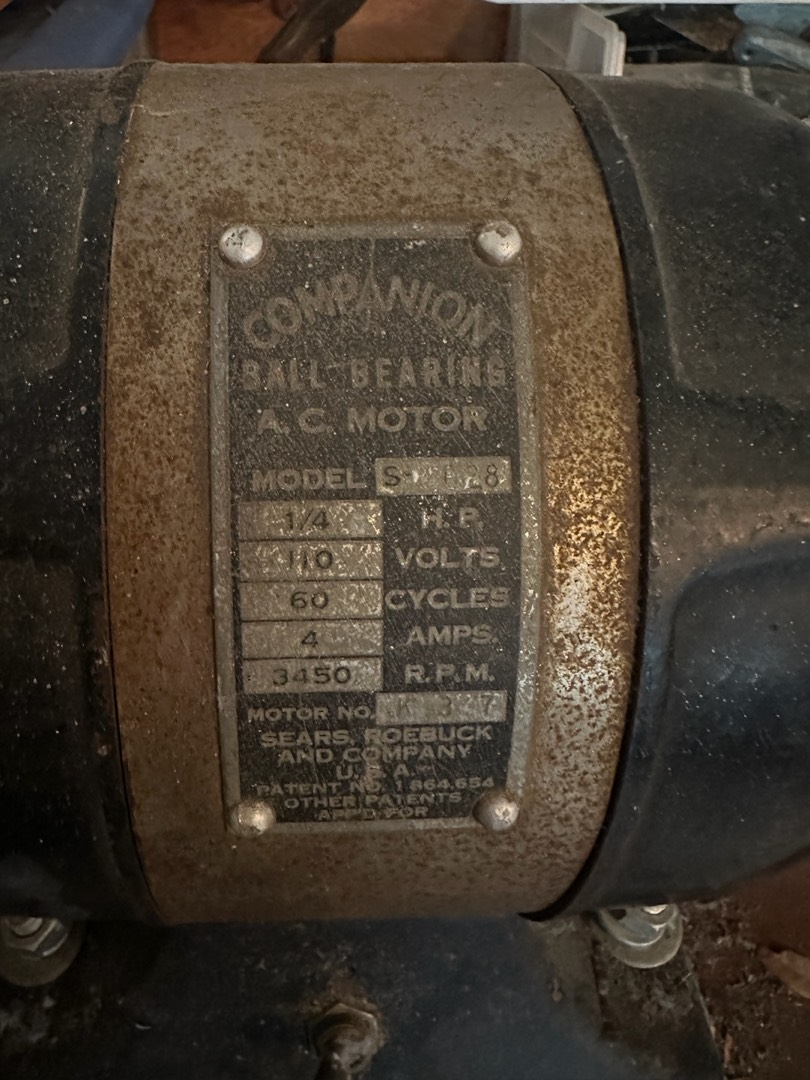 COMPANION
BALL BEARING
A.C. MOTOR
MODEL
1/4 H.P.
110 VOLTS
60 CYCLES
4 AMPS.
3450 R.P.M.
MOTOR NO.
SEARS, ROEBUCK
AND COMPANY
U.S.A.
PATENT NO. 1,864,654
OTHER PATENTS
APP'D FOR